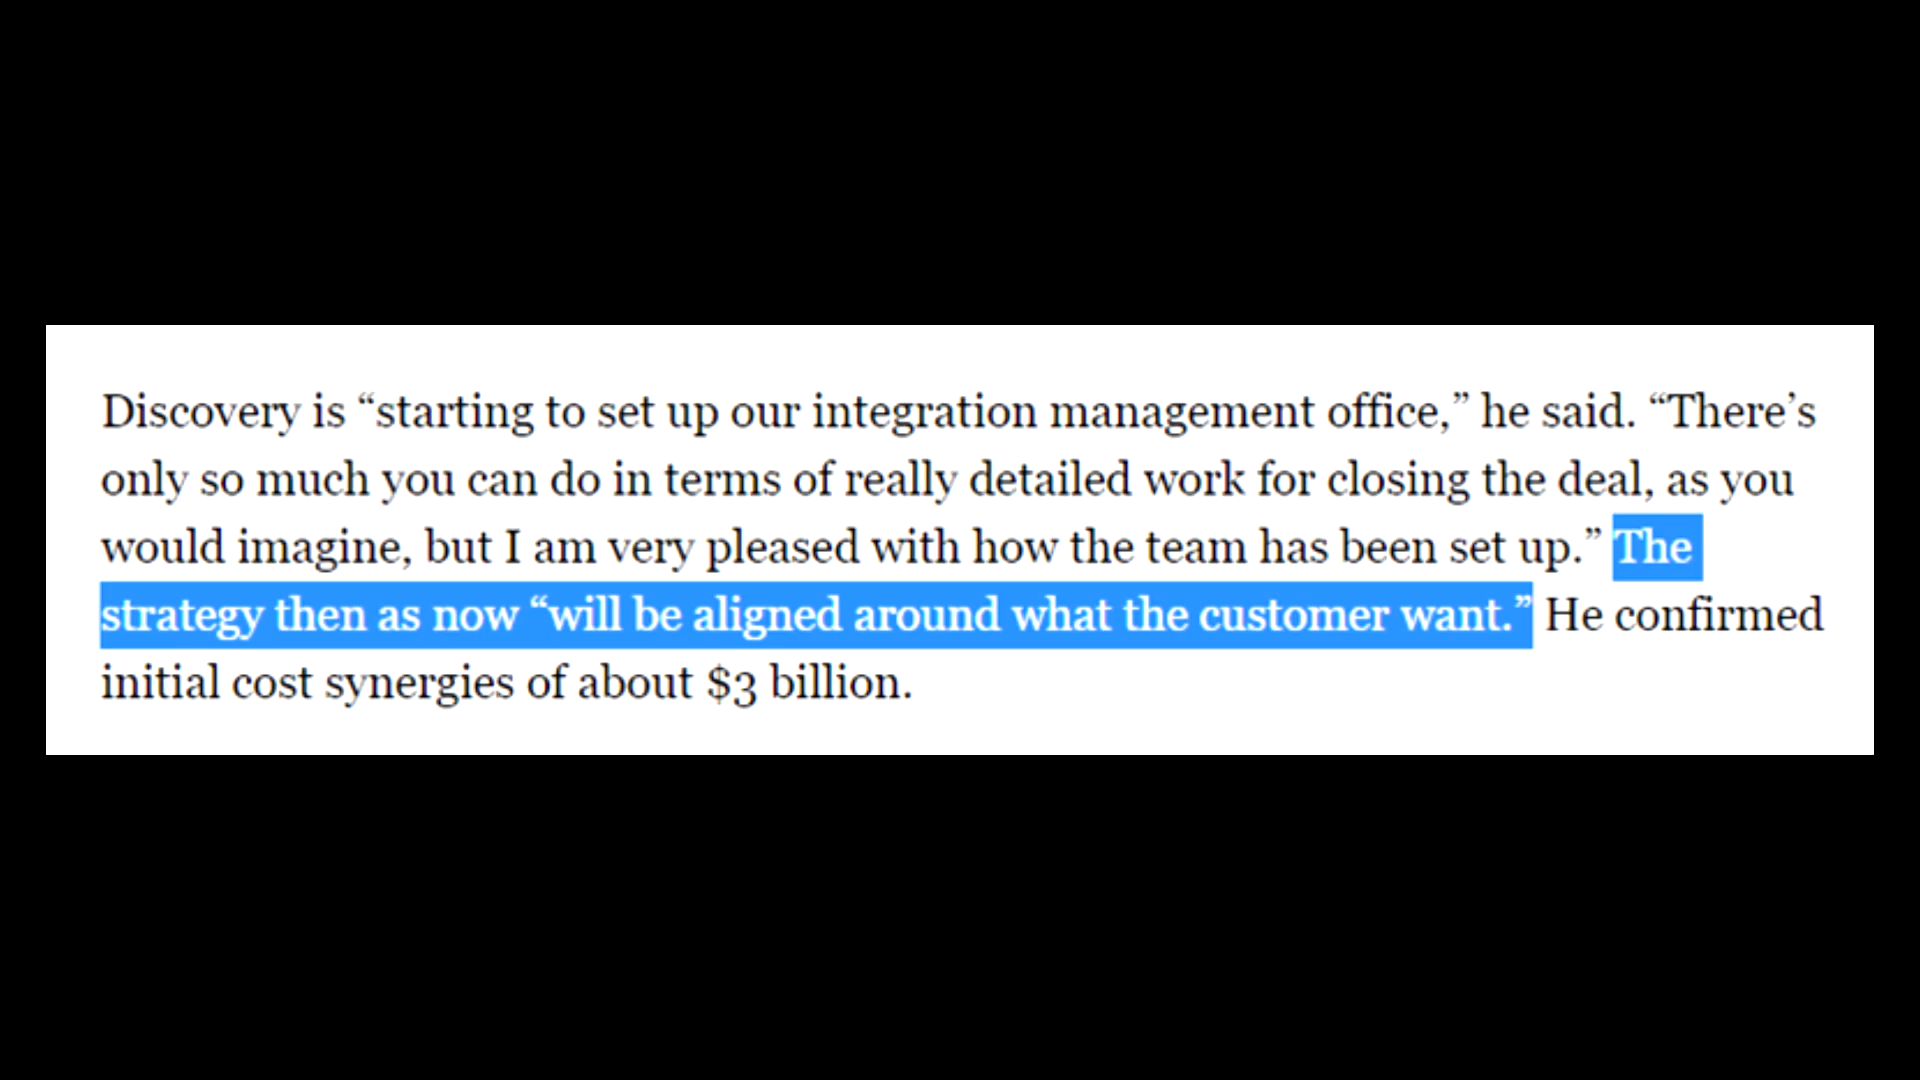 Discovery is “starting to set up our integration management office,” he said. “There’s
only so much you can do in terms of really detailed work for closing the deal, as you
would imagine, but I am very pleased with how the team has been set up.” The
strategy then as now “will be aligned around what the customer want.” He confirmed
initial cost synergies of about $3 billion.